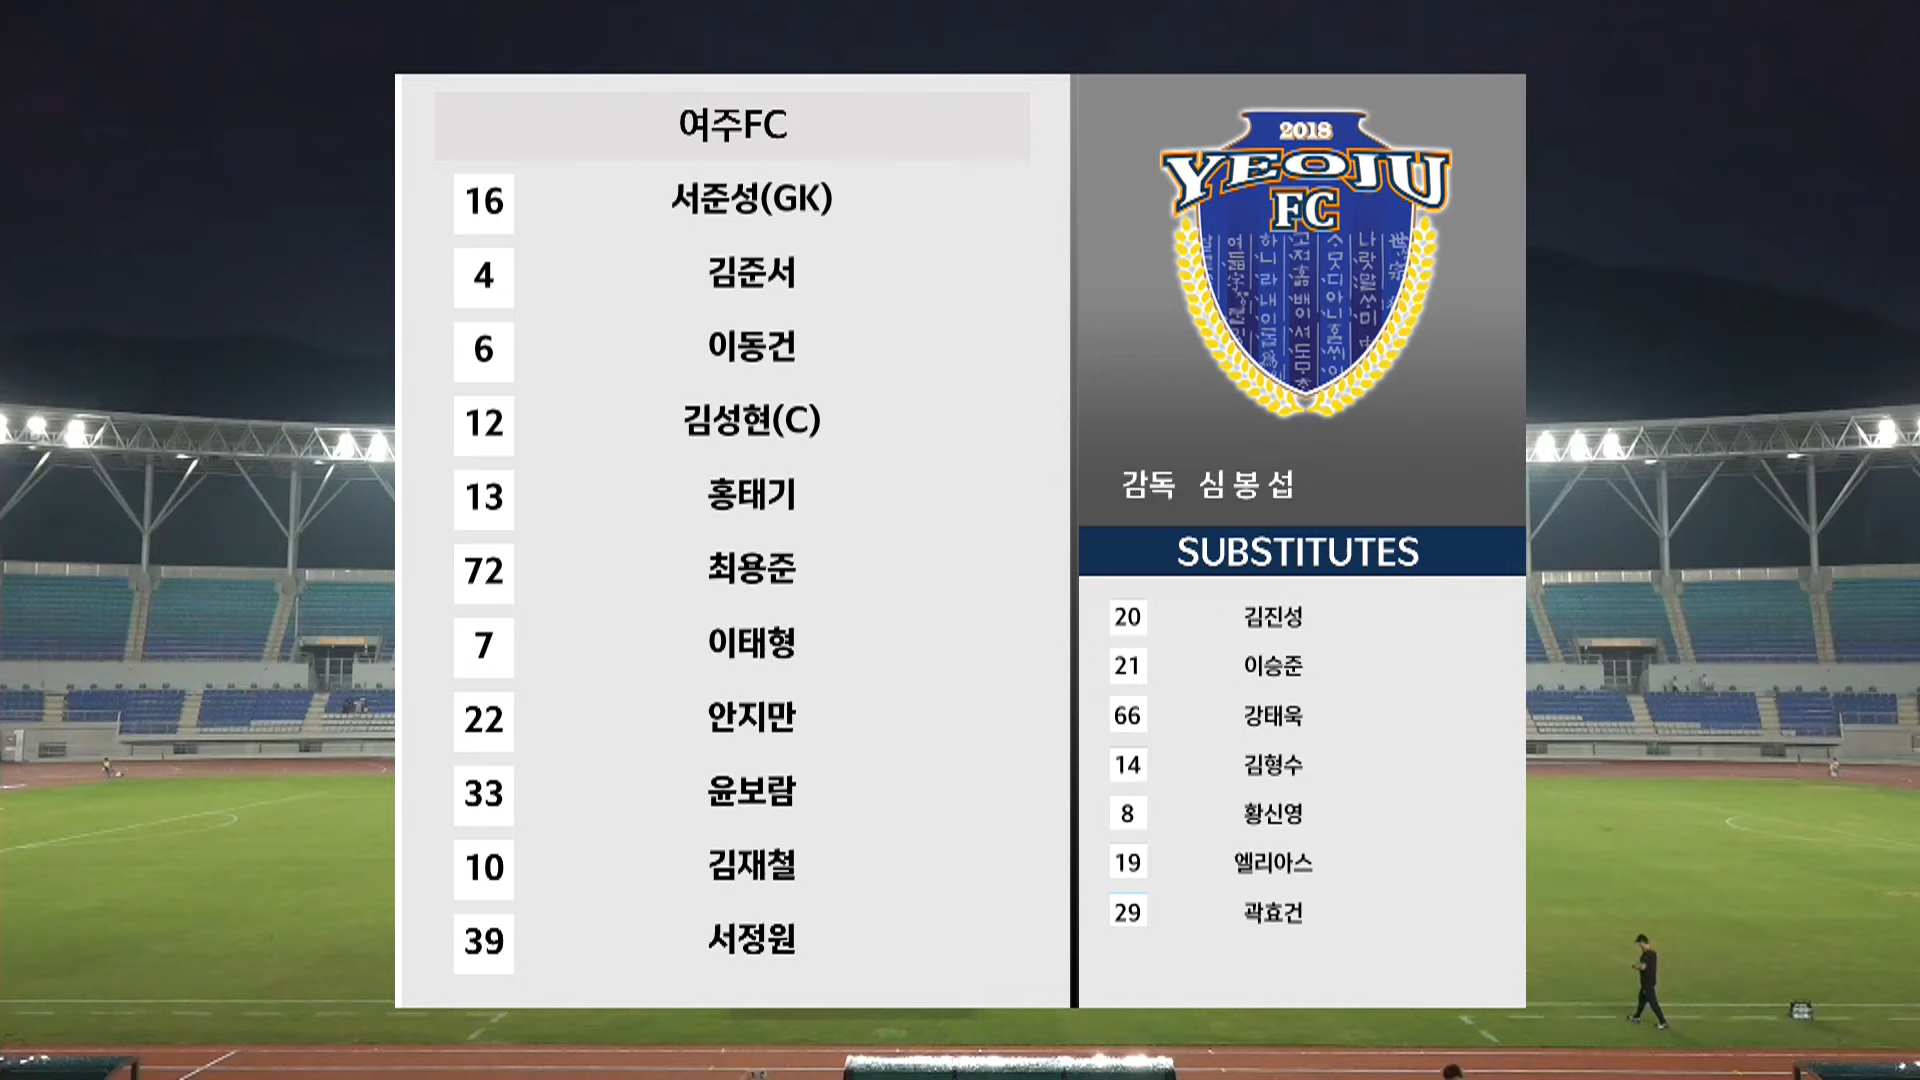 여주FC
16 서준성(GK)
4 김준서
6 이동건
12 김성현(C)
13 홍태기
72 최용준
7 이태형
22 안지만
33 윤보람
10 김재철
39 서정원
2018
YEOJU
FC
감독 심봉섭
SUBSTITUTES
20 김진성
21 이승준
66 강태욱
14 김형수
8 황신영
19 엘리아스
29 곽효건